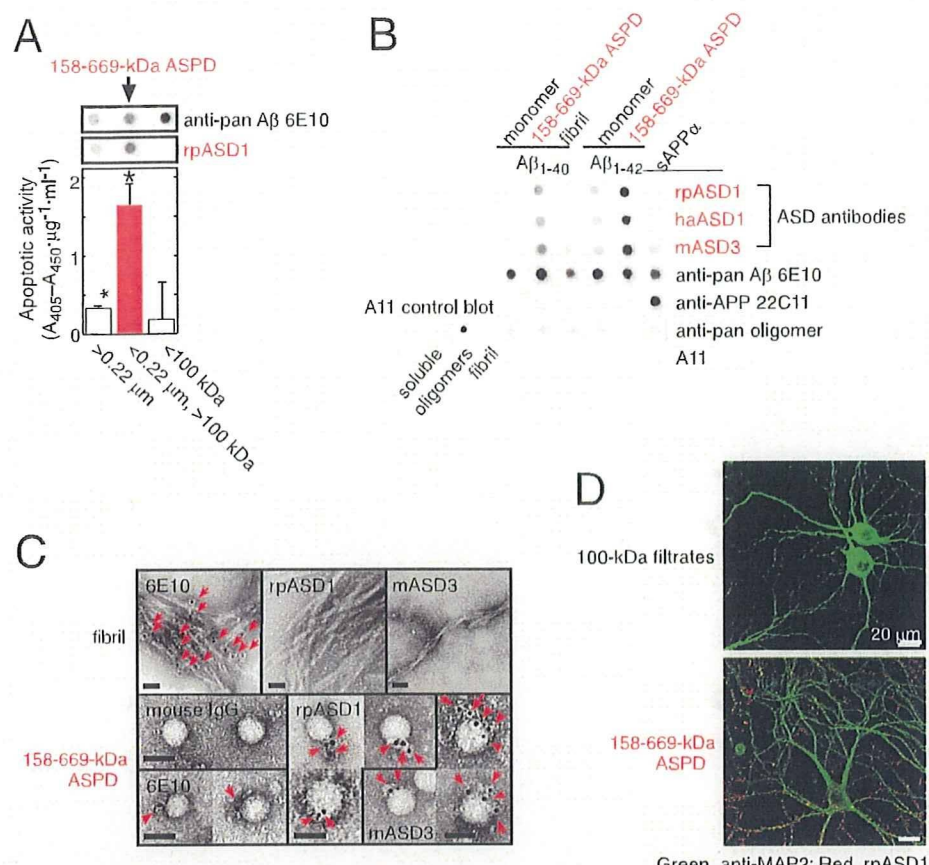 A
158-669-kDa ASPD
anti-pan Aβ 6E10
rpASD1
Apoptotic activity
(A405–A450·μg-1·ml-1)
2
1
0
*
*
>0.22 μm
<0.22 μm, >100 kDa
<100 kDa
B
monomer
158-669-kDa ASPD
fibril
monomer
158-669-kDa ASPD
sAPPα
Aβ1-40
Aβ1-42
rpASD1
haASD1
mASD3
ASD antibodies
anti-pan Aβ 6E10
anti-APP 22C11
anti-pan oligomer
A11
A11 control blot
soluble
oligomers
fibril
C
fibril
6E10
rpASD1
mASD3
158-669-kDa
ASPD
mouse IgG
rpASD1
6E10
mASD3
D
100-kDa filtrates
20 μm
158-669-kDa
ASPD
Green, anti-MAP2; Red, rpASD1